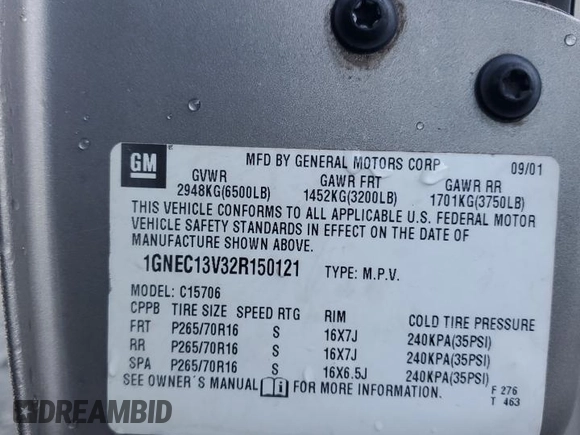 GM
MFD BY GENERAL MOTORS CORP
09/01
GVWR GAWR FRT GAWR RR
2948KG(6500LB) 1452KG(3200LB) 1701KG(3750LB)
THIS VEHICLE CONFORMS TO ALL APPLICABLE U.S. FEDERAL MOTOR
VEHICLE SAFETY STANDARDS IN EFFECT ON THE DATE OF
MANUFACTURE SHOWN ABOVE.
1GNEC13V32R150121 TYPE: M.P.V.
MODEL: C15706
CPPB TIRE SIZE SPEED RTG RIM COLD TIRE PRESSURE
FRT P265/70R16 S 16X7J 240KPA(35PSI)
RR P265/70R16 S 16X7J 240KPA(35PSI)
SPA P265/70R16 S 16X6.5J 240KPA(35PSI)
SEE OWNER'S MANUAL i FOR MORE INFORMATION.
F 276
T 463
DREAMBID